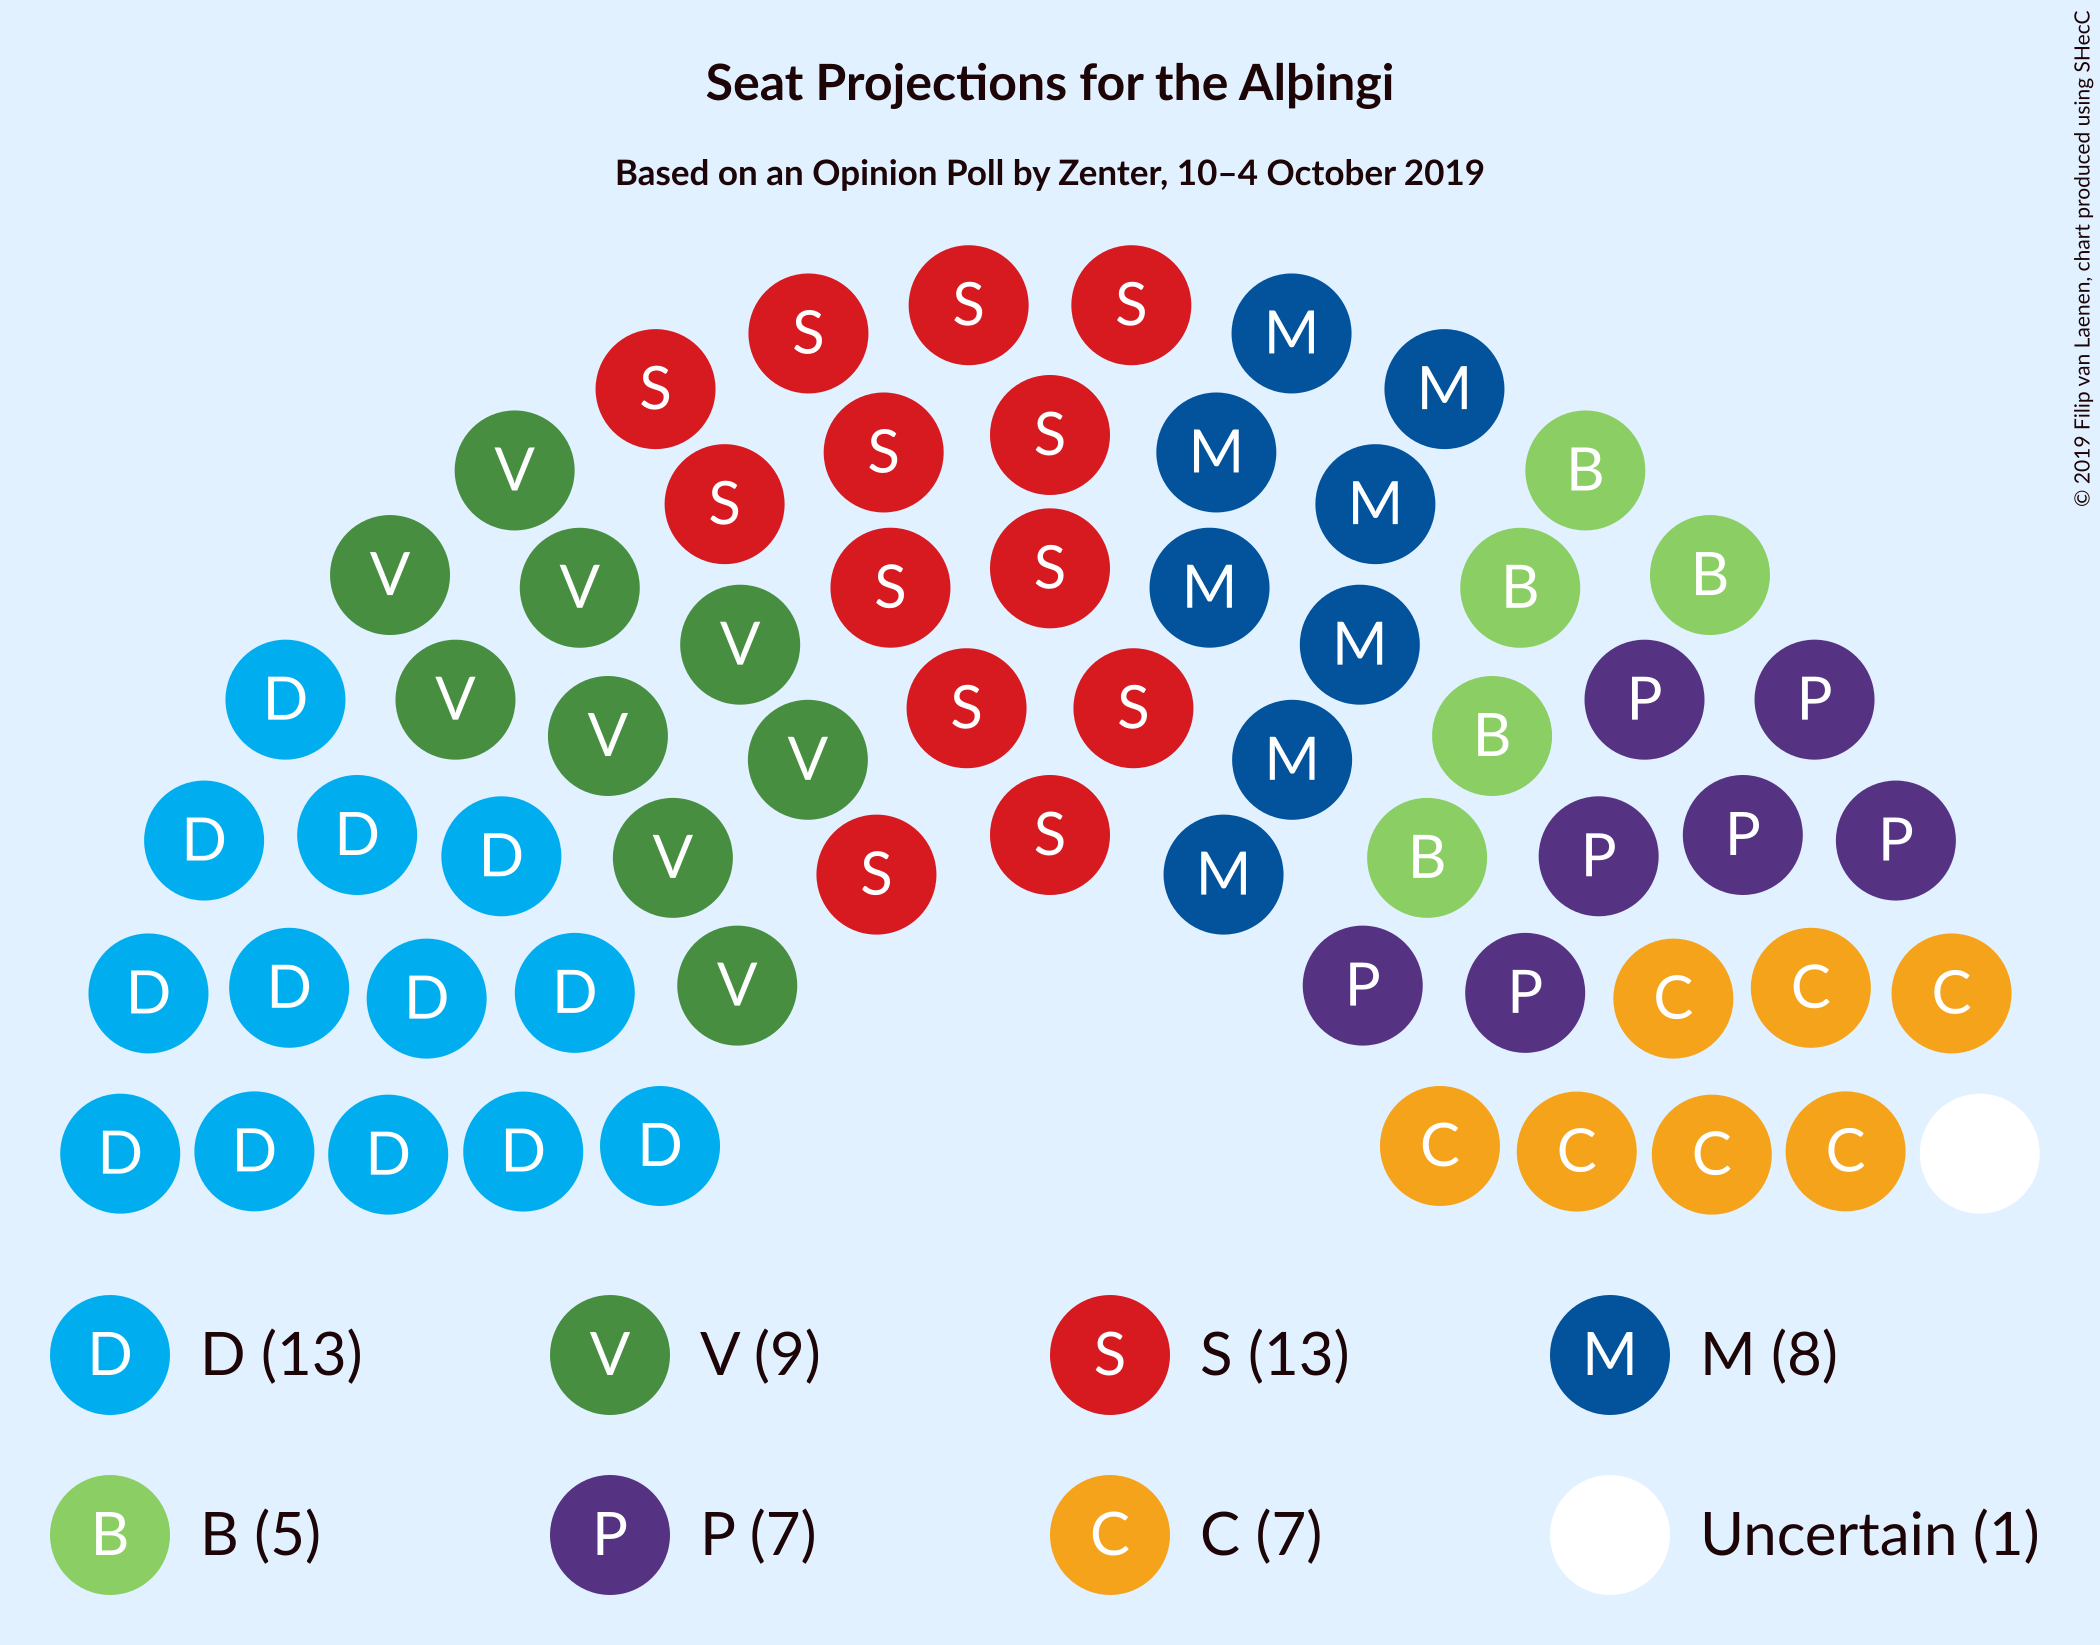 Seat Projections for the Alþingi
Based on an Opinion Poll by Zenter, 10–4 October 2019
© 2019 Filip van Laenen, chart produced using SHecC
S S
S M
S M
S
S M
V B
S M
S
S M
V B
V B
V M
S S
D V P P
V B
V M
D D P P
D V B P
S M
V P
D D D D P C C C
D D D D D C C C C
D D (13) V V (9) S S (13) M M (8)
B B (5) P P (7) C C (7) Uncertain (1)